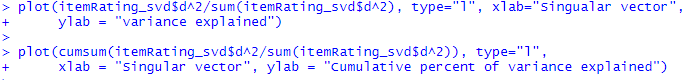 > plot(itemRating_svd$d^2/sum(itemRating_svd$d^2), type="l", xlab="Singualar vector",
+     ylab = "variance explained")
>
> plot(cumsum(itemRating_svd$d^2/sum(itemRating_svd$d^2)), type="l",
+     xlab = "Singular vector", ylab = "Cumulative percent of variance explained")